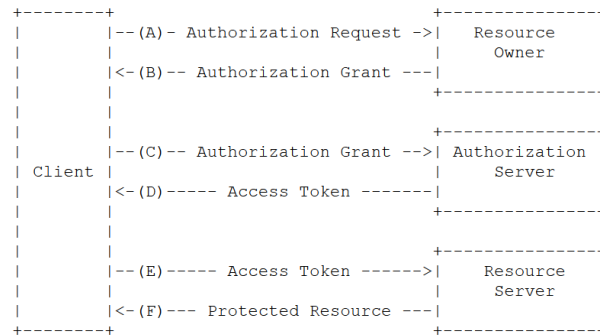 --(A)- Authorization Request -> Resource
Owner
<-(B)-- Authorization Grant ---
--(C)-- Authorization Grant --> Authorization
Client Server
<-(D)----- Access Token -------
--(E)----- Access Token ------> Resource
Server
<-(F)--- Protected Resource ---